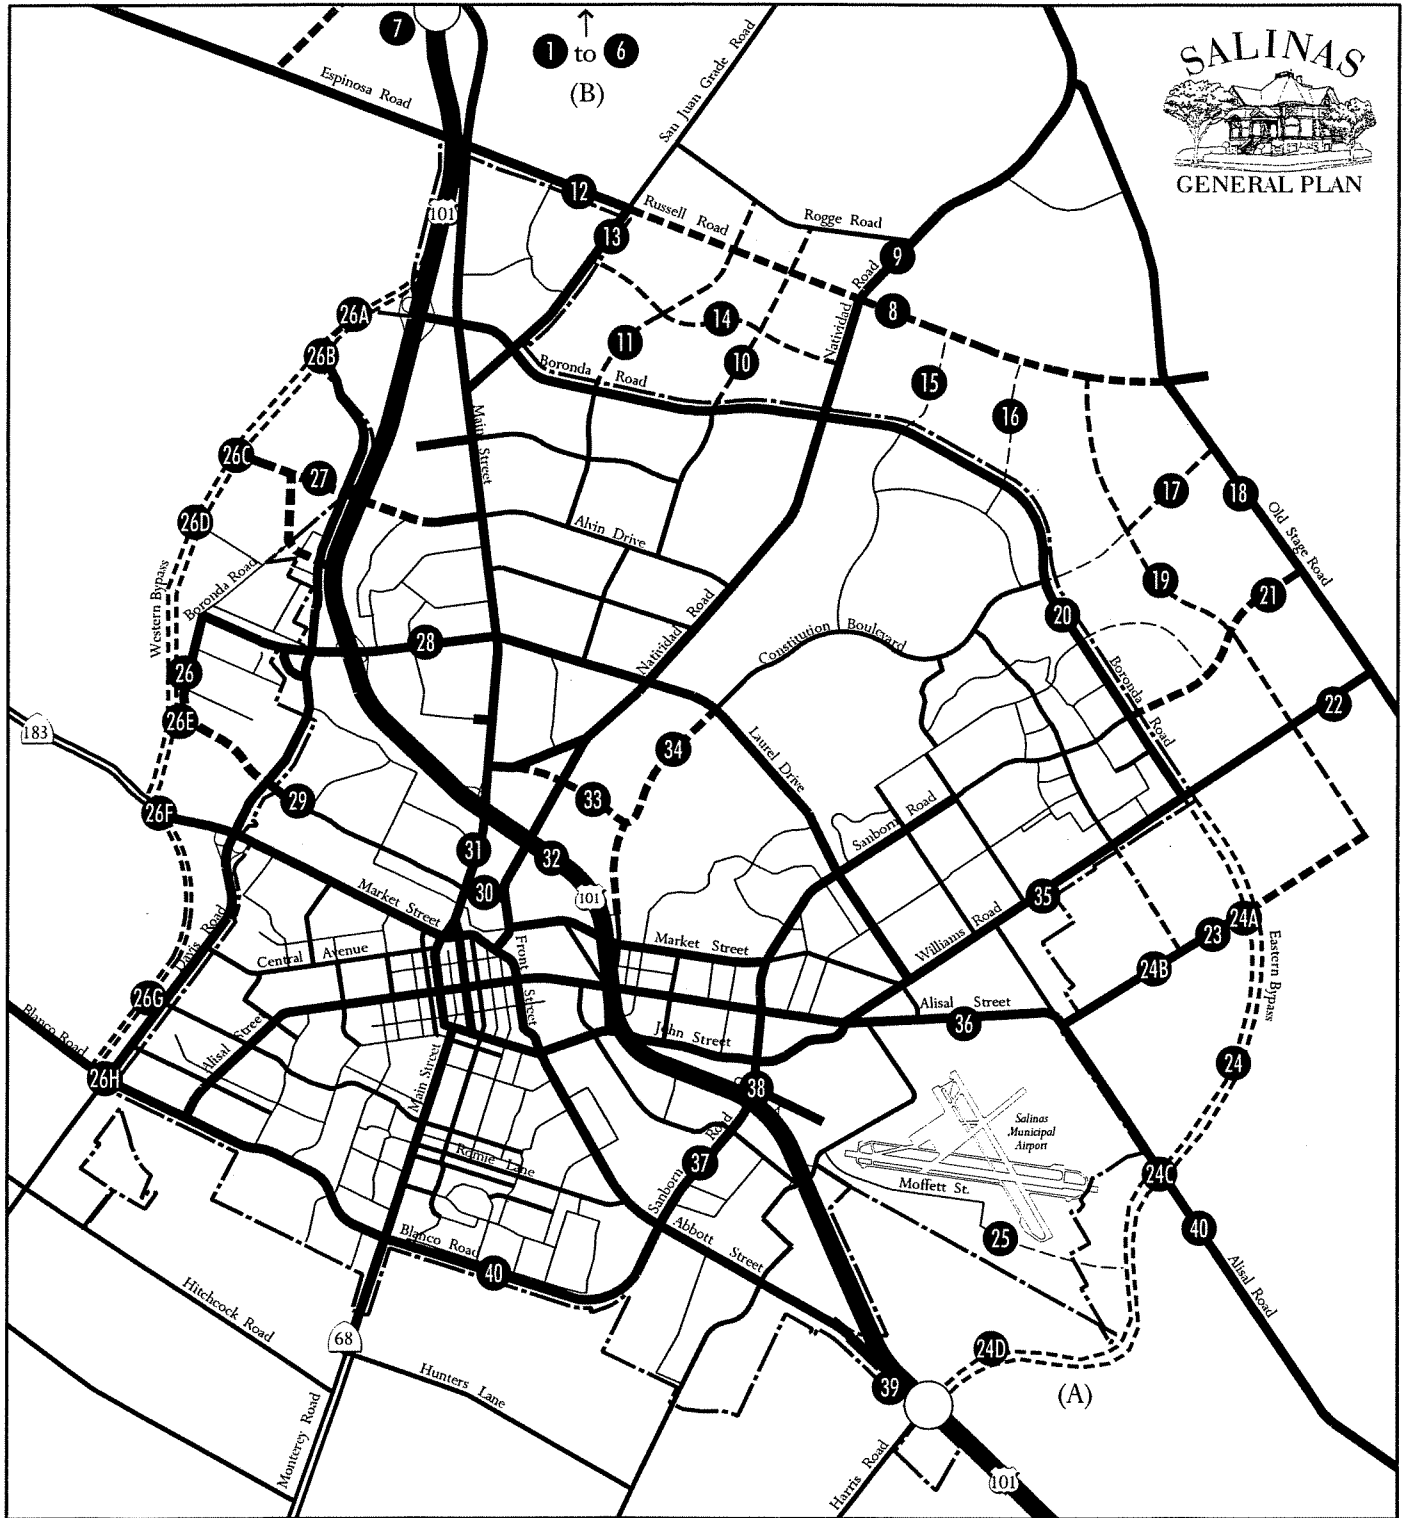 7
1 to 6
(B)
SALINAS
GENERAL PLAN
Espinosa Road
San Juan Grade Road
12
101
13
Russell Road
Rogge Road
9
Natividad Road
8
26A
26B
11
14
10
Boronda Road
15
16
Main Street
26C
27
17
18
Old Stage Road
26D
Alvin Drive
Western Bypass
Boronda Road
19
21
20
Natividad Road
Constitution Boulevard
28
26
Boronda Road
22
26E
183
34
Laurel Drive
29
33
26F
Sanborn Road
31
32
30
101
35
Market Street
Williams Road
24A
23
24B
Eastern Bypass
Davis Road
Central Avenue
Front Street
Market Street
26G
Alisal Street
36
Blanco Road
Alisal Street
John Street
24
26H
Main Street
38
Salinas
Municipal
Airport
Romie Lane
37
Sanborn Road
Moffett St.
24C
25
40
Blanco Road
40
Abbott Street
Alisal Road
Hitchcock Road
68
24D
Hunters Lane
39
(A)
Monterey Road
Harris Road
101